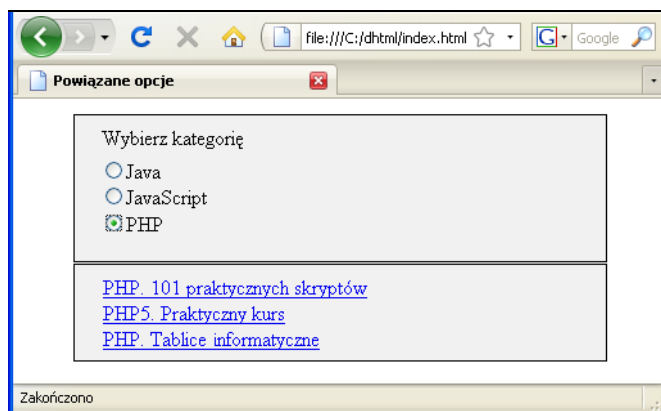 file:///C:/dhtml/index.html
G
Google
Powiązane opcje
Wybierz kategorię
Java
JavaScript
PHP
PHP. 101 praktycznych skryptów
PHP5. Praktyczny kurs
PHP. Tablice informatyczne
Zakończono